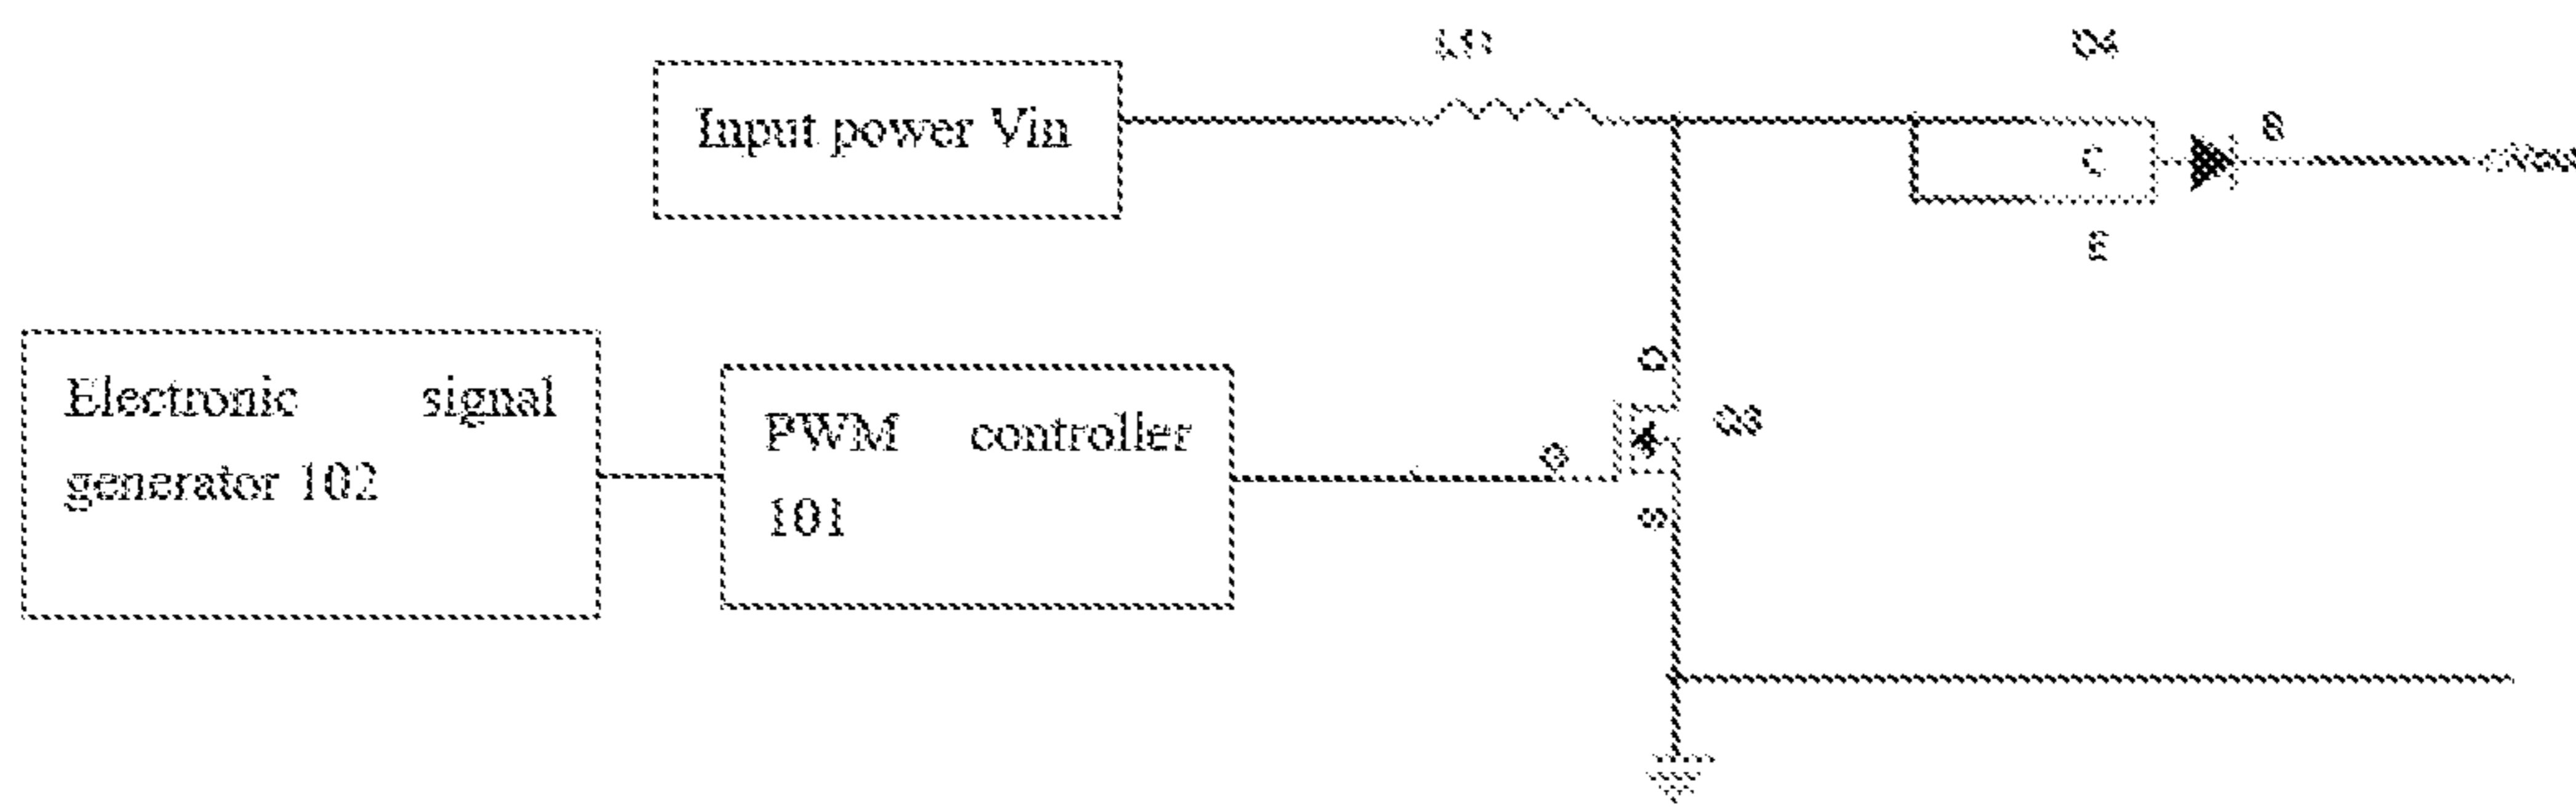 Input power Vin
C
E
Electronic signal
generator 102
PWM controller
101
D
S